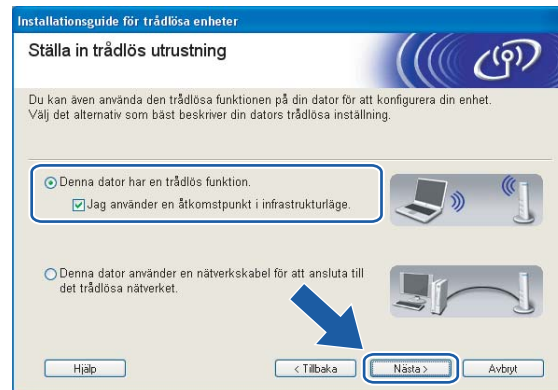 Installationsguide för trådlösa enheter
Ställa in trådlös utrustning
Du kan även använda den trådlösa funktionen på din dator för att konfigurera din enhet.
Välj det alternativ som bäst beskriver din dators trådlösa inställning.
Denna dator har en trådlös funktion.
Jag använder en åtkomstpunkt i infrastrukturläge.
Denna dator använder en nätverkskabel för att ansluta till
det trådlösa nätverket.
Hjälp
< Tillbaka
Nästa >
Avbryt